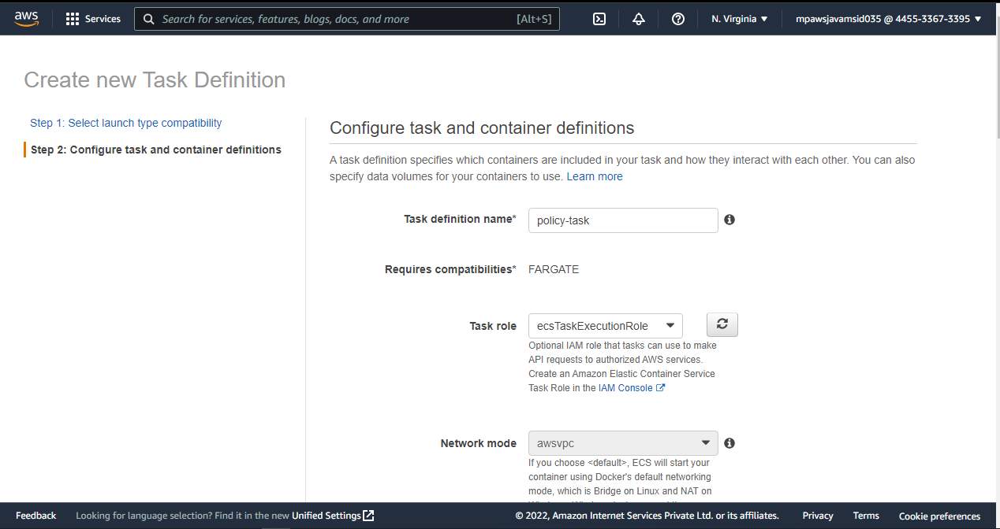 aws
Services
Search for services, features, blogs, docs, and more
[Alt+S]
N. Virginia
mpawsjavamsid035 @ 4455-3367-3395
Create new Task Definition
Step 1: Select launch type compatibility
Step 2: Configure task and container definitions
Configure task and container definitions
A task definition specifies which containers are included in your task and how they interact with each other. You can also
specify data volumes for your containers to use. Learn more
Task definition name*
policy-task
Requires compatibilities*
FARGATE
Task role
ecsTaskExecutionRole
Optional IAM role that tasks can use to make
API requests to authorized AWS services.
Create an Amazon Elastic Container Service
Task Role in the IAM Console
Network mode
awsvpc
If you choose <default>, ECS will start your
container using Docker's default networking
mode, which is Bridge on Linux and NAT on
Feedback
Looking for language selection? Find it in the new Unified Settings
© 2022, Amazon Internet Services Private Ltd. or its affiliates.
Privacy
Terms
Cookie preferences